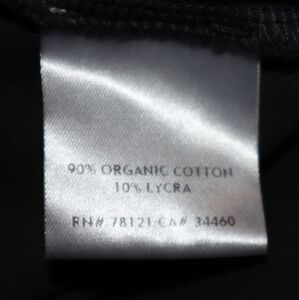 90% ORGANIC COTTON
10% LYCRA
RN# 78121 CA# 34460